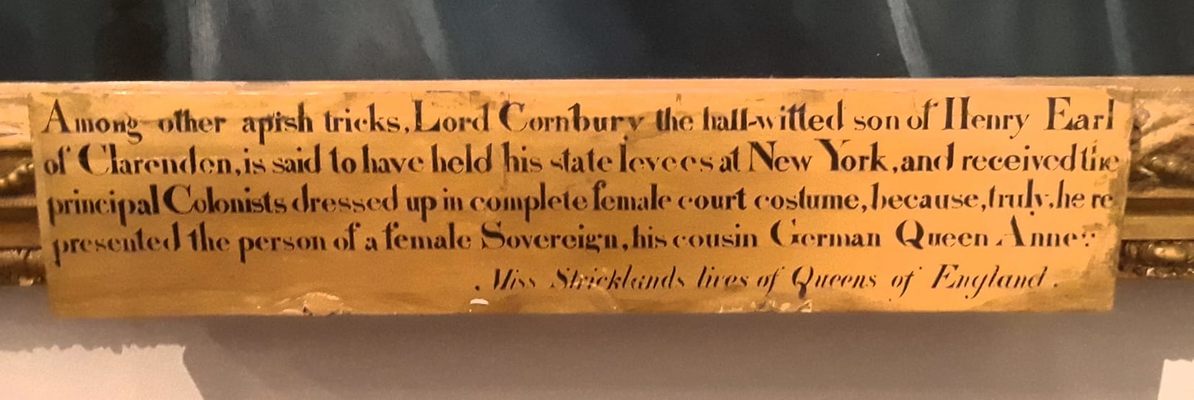 Among other apish tricks, Lord Cornbury the half-witted son of Henry Earl
of Clarenden, is said to have held his state levees at New York, and received the
principal Colonists dressed up in complete female court costume, because, truly, he re
presented the person of a female Sovereign, his cousin German Queen Anne.
Miss Stricklands lives of Queens of England.